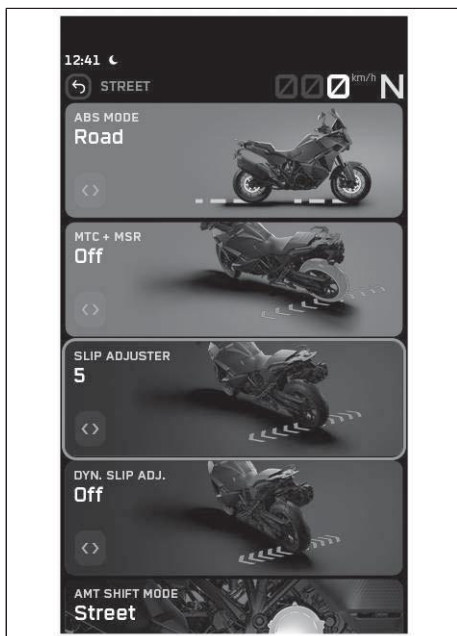 12:41
STREET
000 km/h N
ABS MODE
Road
MTC + MSR
Off
SLIP ADJUSTER
5
DYN. SLIP ADJ.
Off
AMT SHIFT MODE
Street